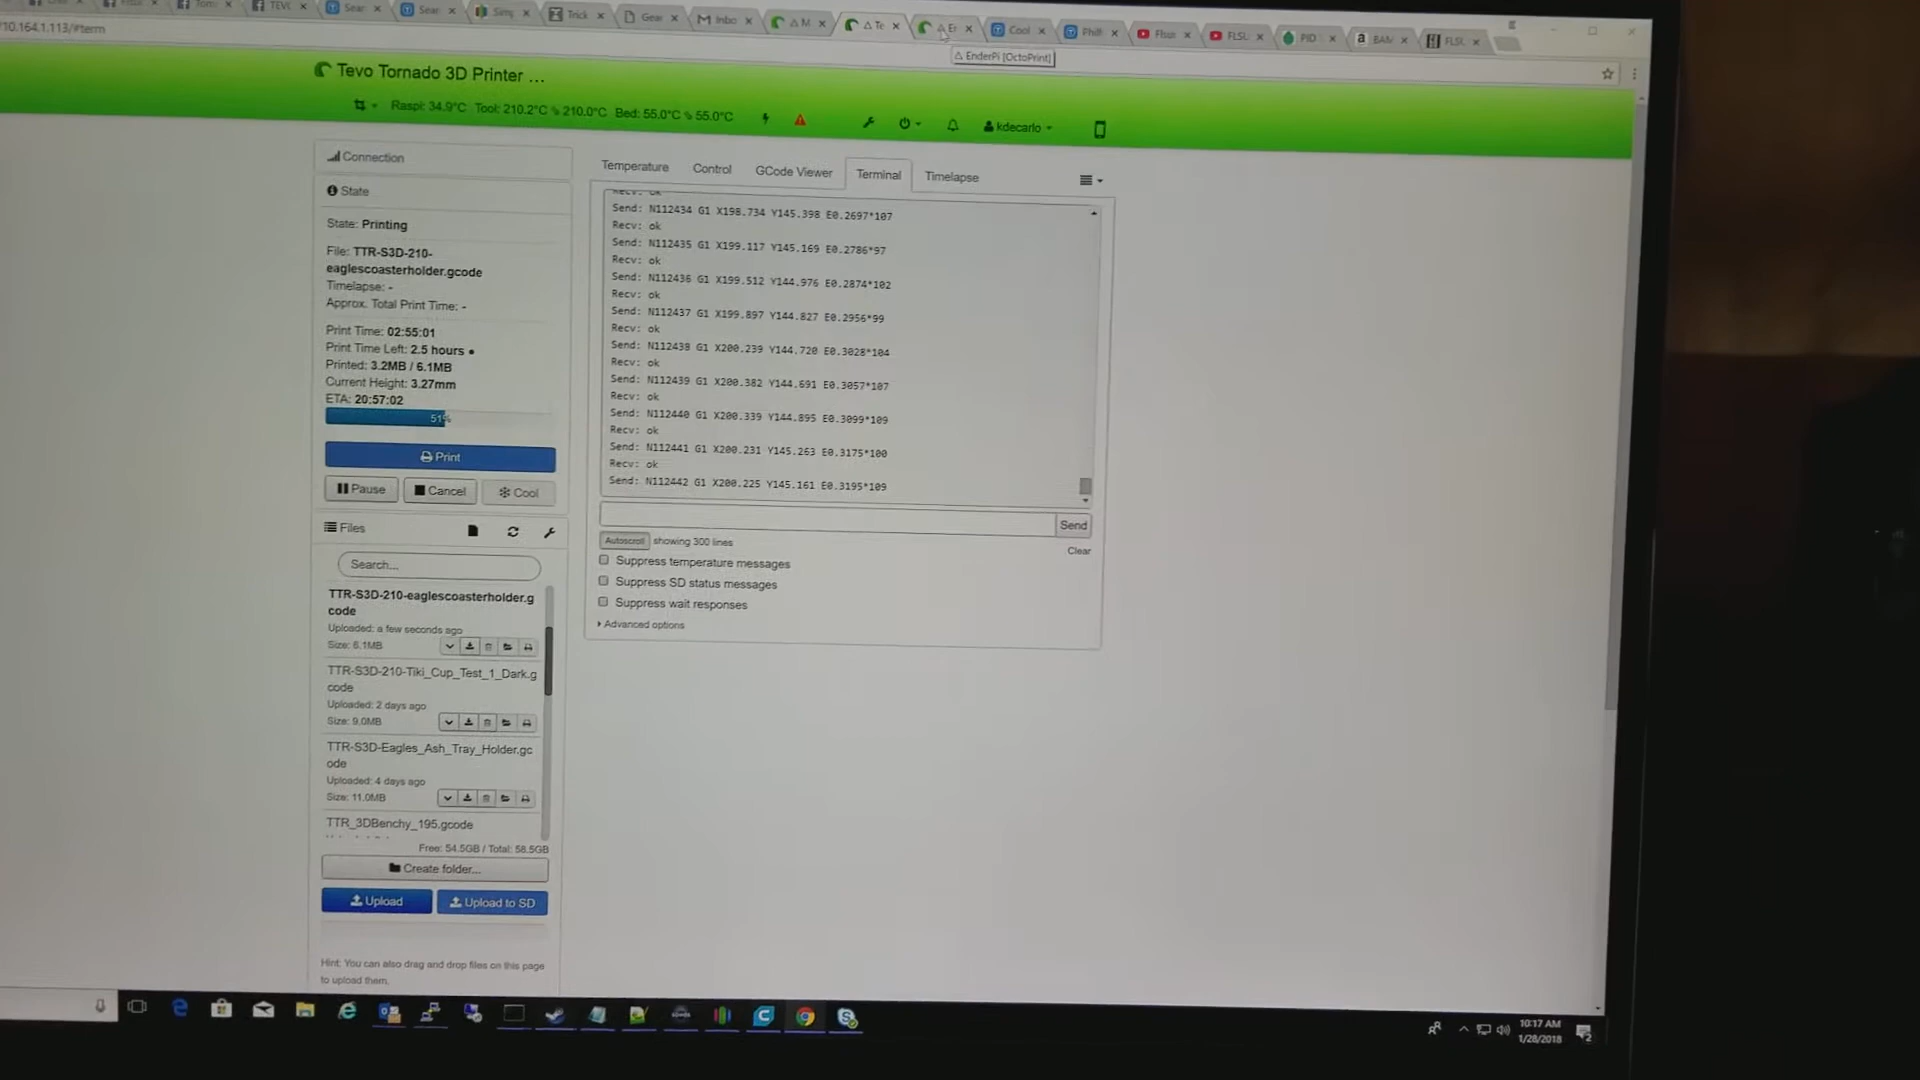 Sear
Sear
Trick
Gear
Inbo
Te
Cool
FLSU
PID
a BAM
FLSL
10.164.1.113/#term
EnderPi [OctoPrint]
Tevo Tornado 3D Printer ...
Raspi: 34.9°C Tool: 210.2°C 210.0°C Bed: 55.0°C 55.0°C
kdecarlo
Connection
State
State: Printing
File: TTR-S3D-210-
eaglescoasterholder.gcode
Timelapse: -
Approx. Total Print Time: -
Print Time: 02:55:01
Print Time Left: 2.5 hours
Printed: 3.2MB / 6.1MB
Current Height: 3.27mm
ETA: 20:57:02
51%
Print
Pause Cancel Cool
Files
Search...
TTR-S3D-210-eaglescoasterholder.g
code
Uploaded: a few seconds ago
Size: 6.1MB
TTR-S3D-210-Tiki_Cup_Test_1_Dark.g
code
Uploaded: 2 days ago
Size: 9.0MB
TTR-S3D-Eagles_Ash_Tray_Holder.gc
ode
Uploaded: 4 days ago
Size: 11.0MB
TTR_3DBenchy_195.gcode
Free: 54.5GB / Total: 58.5GB
Create folder...
Upload Upload to SD
Hint: You can also drag and drop files on this page
to upload them.
Temperature Control GCode Viewer Terminal Timelapse
Recv: ok
Send: N112434 G1 X198.734 Y145.398 E0.2697*107
Recv: ok
Send: N112435 G1 X199.117 Y145.169 E0.2786*97
Recv: ok
Send: N112436 G1 X199.512 Y144.976 E0.2874*102
Recv: ok
Send: N112437 G1 X199.897 Y144.827 E0.2956*99
Recv: ok
Send: N112438 G1 X200.239 Y144.720 E0.3028*104
Recv: ok
Send: N112439 G1 X200.382 Y144.691 E0.3057*107
Recv: ok
Send: N112440 G1 X200.339 Y144.895 E0.3099*109
Recv: ok
Send: N112441 G1 X200.231 Y145.263 E0.3175*100
Recv: ok
Send: N112442 G1 X200.225 Y145.161 E0.3195*109
Send
Autoscroll showing 300 lines
Clear
Suppress temperature messages
Suppress SD status messages
Suppress wait responses
Advanced options
10:17 AM
1/28/2018